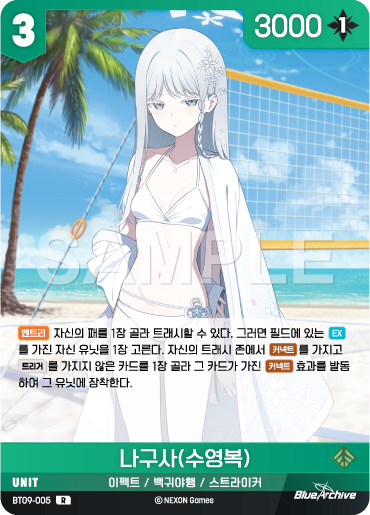 3
3000 1
SAMPLE
엔트리 자신의 패를 1장 골라 트래시할 수 있다. 그러면 필드에 있는 EX
를 가진 자신 유닛을 1장 고른다. 자신의 트래시 존에서 커넥트 를 가지고
트리거 를 가지지 않은 카드를 1장 골라 그 카드가 가진 커넥트 효과를 발동
하여 그 유닛에 장착한다.
나구사(수영복)
UNIT 이팩트 / 백귀야행 / 스트라이커
BT09-005 R ⓒ NEXON Games BlueArchive